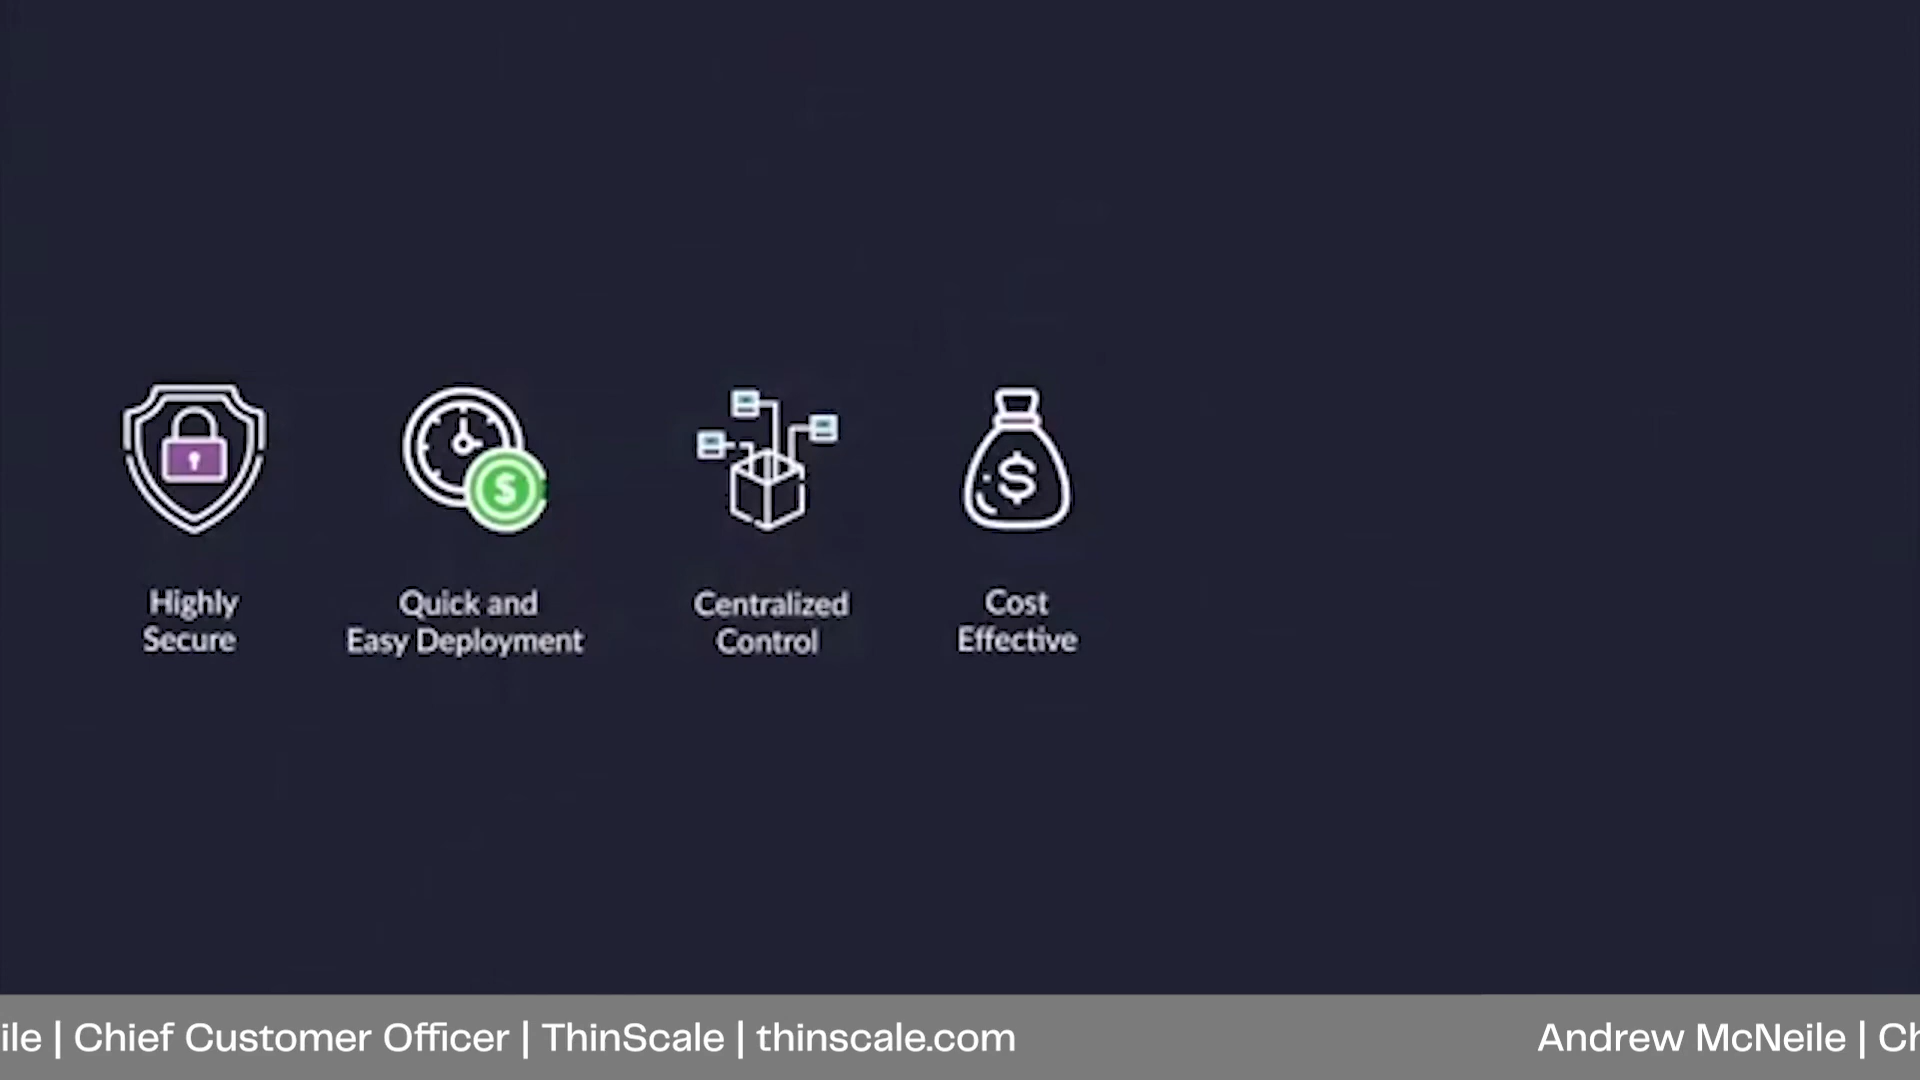 Highly
Secure
Quick and
Easy Deployment
Centralized
Control
Cost
Effective
ile | Chief Customer Officer | ThinScale | thinscale.com
Andrew McNeile | Ch